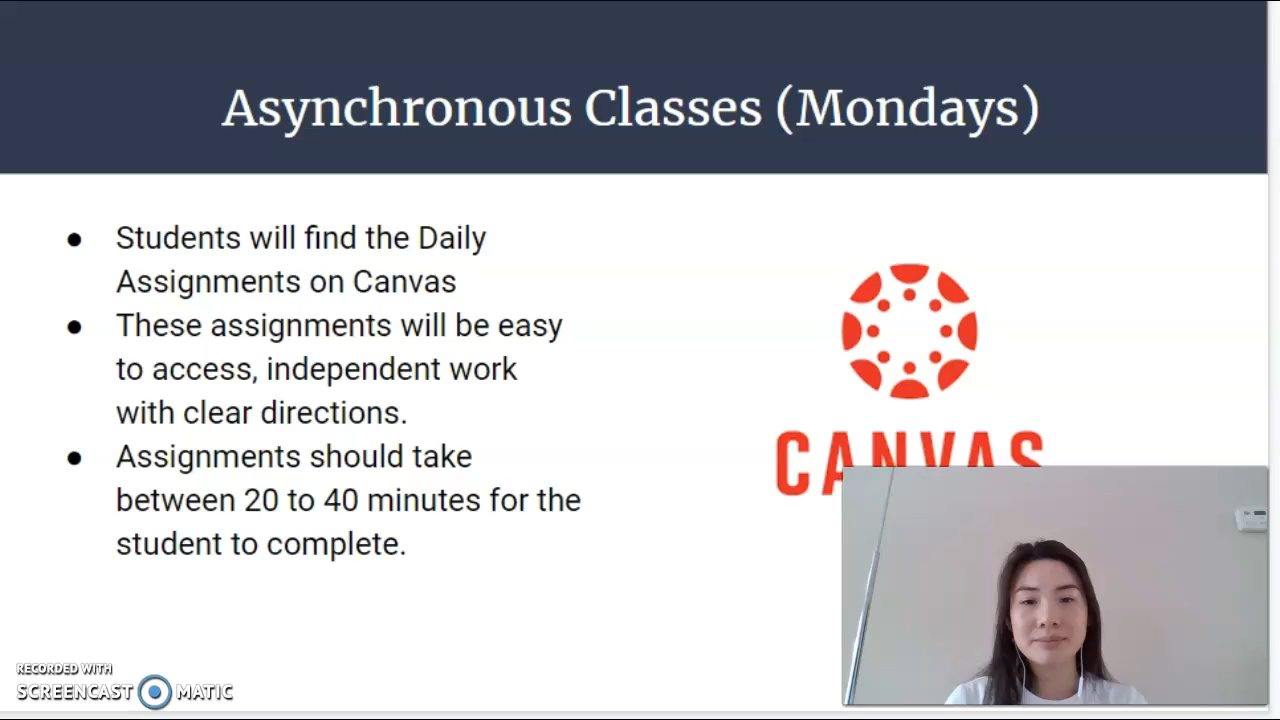 Asynchronous Classes (Mondays)
● Students will find the Daily
Assignments on Canvas
● These assignments will be easy
to access, independent work
with clear directions.
● Assignments should take
between 20 to 40 minutes for the
student to complete.
CANVAS
RECORDED WITH
SCREENCAST MATIC